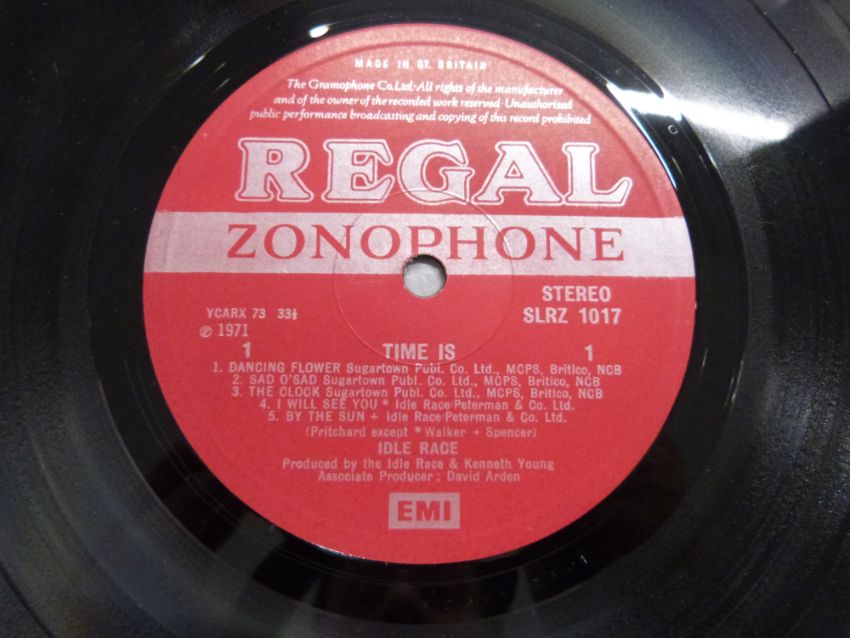 MADE IN GT. BRITAIN
The Gramophone Co.Ltd.·All rights of the manufacturer
and of the owner of the recorded work reserved·Unauthorised
public performance broadcasting and copying of this record prohibited
REGAL
ZONOPHONE
STEREO
YCARX 73 33⅓ SLRZ 1017
℗ 1971
1 TIME IS 1
1. DANCING FLOWER Sugartown Publ. Co. Ltd., MCPS, Britico, NCB
2. SAD O'SAD Sugartown Publ. Co. Ltd., MCPS, Britico, NCB
3. THE CLOCK Sugartown Publ. Co. Ltd., MCPS, Britico, NCB
4. I WILL SEE YOU * Idle Race/Peterman & Co. Ltd.
5. BY THE SUN + Idle Race/Peterman & Co. Ltd.
(Pritchard except * Walker + Spencer)
IDLE RACE
Produced by the Idle Race & Kenneth Young
Associate Producer : David Arden
EMI